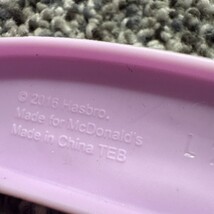 © 2016 Hasbro.
Made for McDonald's
Made in China TEB